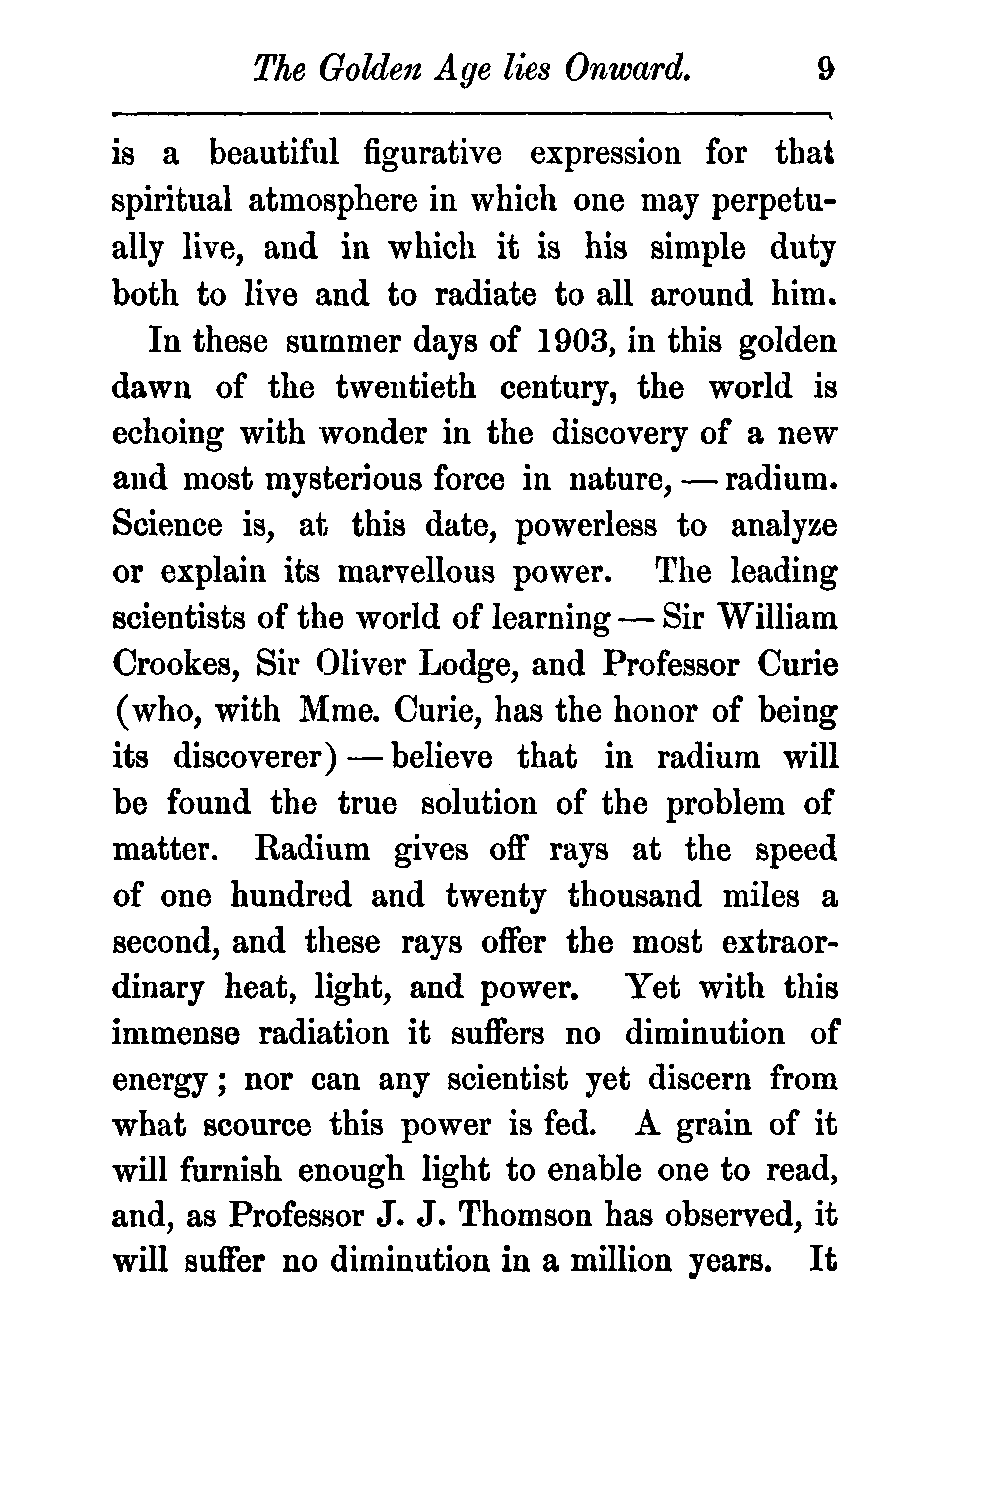 The Golden Age lies Onward. 9
is a beautiful figurative expression for that
spiritual atmosphere in which one may perpetu-
ally live, and in which it is his simple duty
both to live and to radiate to all around him.
In these summer days of 1903, in this golden
dawn of the twentieth century, the world is
echoing with wonder in the discovery of a new
and most mysterious force in nature, — radium.
Science is, at this date, powerless to analyze
or explain its marvellous power. The leading
scientists of the world of learning — Sir William
Crookes, Sir Oliver Lodge, and Professor Curie
(who, with Mme. Curie, has the honor of being
its discoverer) — believe that in radium will
be found the true solution of the problem of
matter. Radium gives off rays at the speed
of one hundred and twenty thousand miles a
second, and these rays offer the most extraor-
dinary heat, light, and power. Yet with this
immense radiation it suffers no diminution of
energy; nor can any scientist yet discern from
what scource this power is fed. A grain of it
will furnish enough light to enable one to read,
and, as Professor J. J. Thomson has observed, it
will suffer no diminution in a million years. It